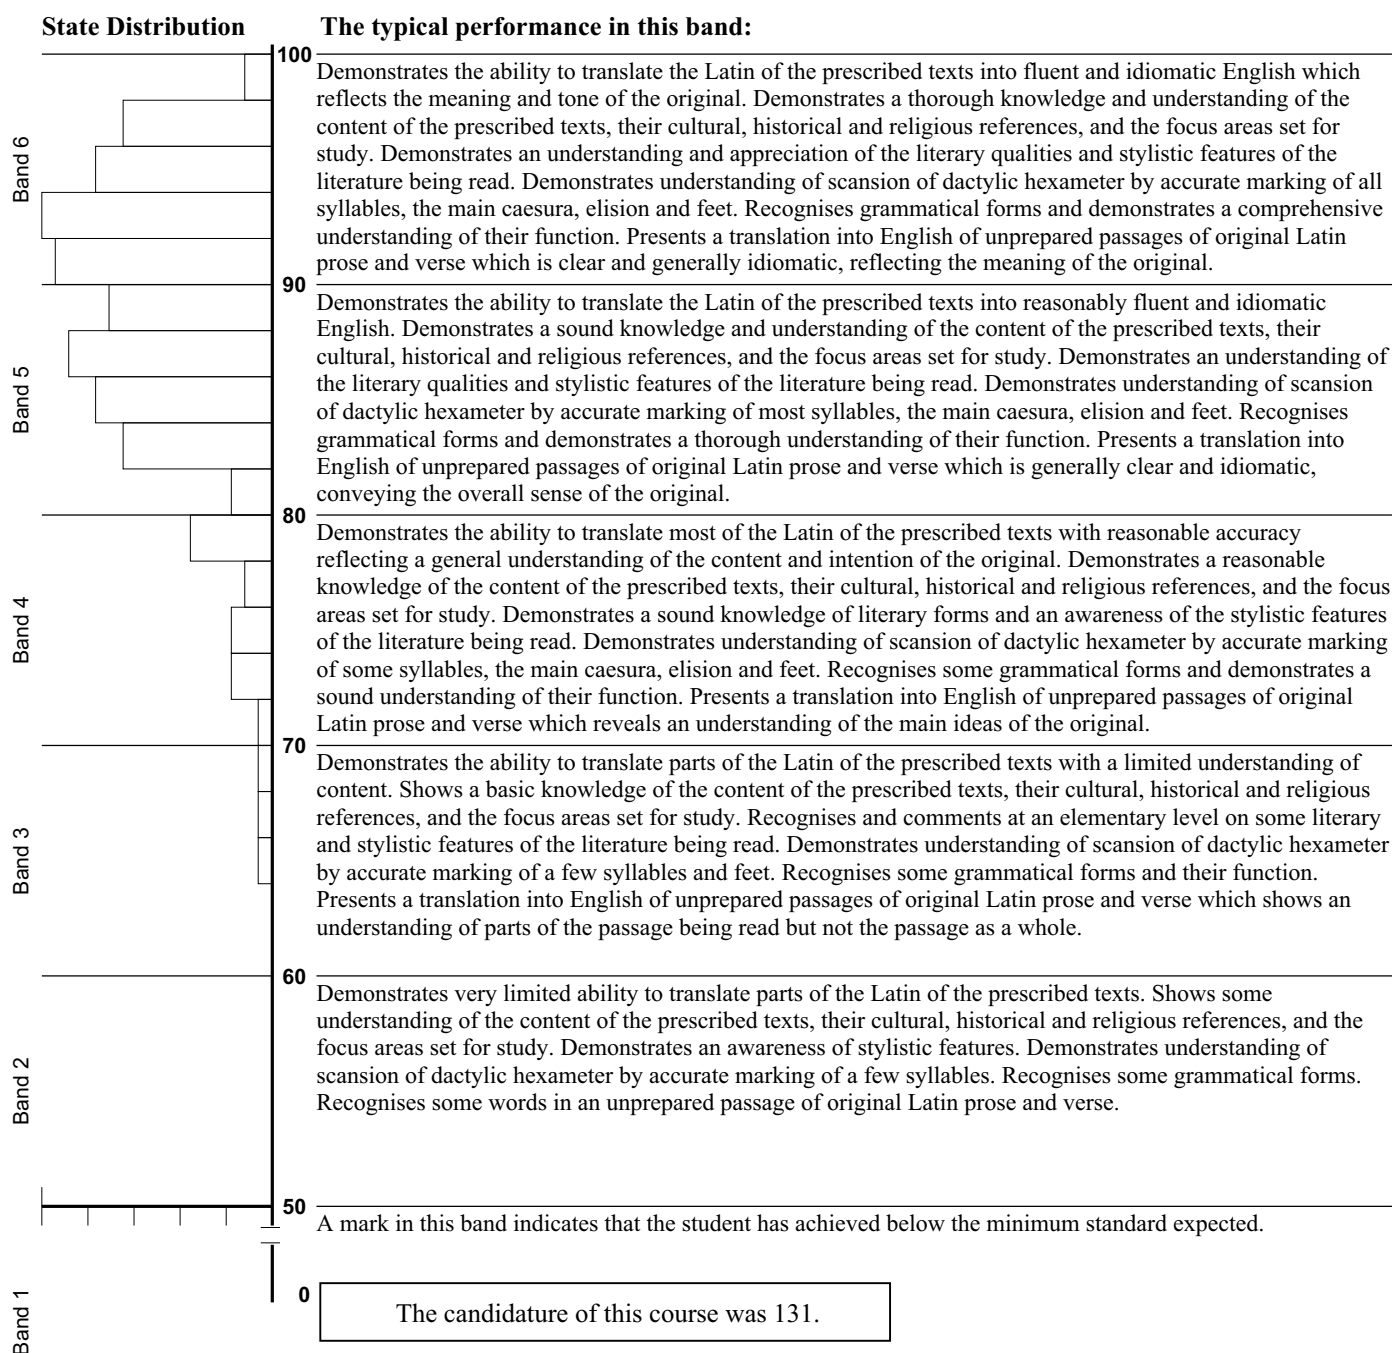 State Distribution
The typical performance in this band:
100
Band 6
Demonstrates the ability to translate the Latin of the prescribed texts into fluent and idiomatic English which
reflects the meaning and tone of the original. Demonstrates a thorough knowledge and understanding of the
content of the prescribed texts, their cultural, historical and religious references, and the focus areas set for
study. Demonstrates an understanding and appreciation of the literary qualities and stylistic features of the
literature being read. Demonstrates understanding of scansion of dactylic hexameter by accurate marking of all
syllables, the main caesura, elision and feet. Recognises grammatical forms and demonstrates a comprehensive
understanding of their function. Presents a translation into English of unprepared passages of original Latin
prose and verse which is clear and generally idiomatic, reflecting the meaning of the original.
90
Band 5
Demonstrates the ability to translate the Latin of the prescribed texts into reasonably fluent and idiomatic
English. Demonstrates a sound knowledge and understanding of the content of the prescribed texts, their
cultural, historical and religious references, and the focus areas set for study. Demonstrates an understanding of
the literary qualities and stylistic features of the literature being read. Demonstrates understanding of scansion
of dactylic hexameter by accurate marking of most syllables, the main caesura, elision and feet. Recognises
grammatical forms and demonstrates a thorough understanding of their function. Presents a translation into
English of unprepared passages of original Latin prose and verse which is generally clear and idiomatic,
conveying the overall sense of the original.
80
Band 4
Demonstrates the ability to translate most of the Latin of the prescribed texts with reasonable accuracy
reflecting a general understanding of the content and intention of the original. Demonstrates a reasonable
knowledge of the content of the prescribed texts, their cultural, historical and religious references, and the focus
areas set for study. Demonstrates a sound knowledge of literary forms and an awareness of the stylistic features
of the literature being read. Demonstrates understanding of scansion of dactylic hexameter by accurate marking
of some syllables, the main caesura, elision and feet. Recognises some grammatical forms and demonstrates a
sound understanding of their function. Presents a translation into English of unprepared passages of original
Latin prose and verse which reveals an understanding of the main ideas of the original.
70
Band 3
Demonstrates the ability to translate parts of the Latin of the prescribed texts with a limited understanding of
content. Shows a basic knowledge of the content of the prescribed texts, their cultural, historical and religious
references, and the focus areas set for study. Recognises and comments at an elementary level on some literary
and stylistic features of the literature being read. Demonstrates understanding of scansion of dactylic hexameter
by accurate marking of a few syllables and feet. Recognises some grammatical forms and their function.
Presents a translation into English of unprepared passages of original Latin prose and verse which shows an
understanding of parts of the passage being read but not the passage as a whole.
60
Band 2
Demonstrates very limited ability to translate parts of the Latin of the prescribed texts. Shows some
understanding of the content of the prescribed texts, their cultural, historical and religious references, and the
focus areas set for study. Demonstrates an awareness of stylistic features. Demonstrates understanding of
scansion of dactylic hexameter by accurate marking of a few syllables. Recognises some grammatical forms.
Recognises some words in an unprepared passage of original Latin prose and verse.
50
A mark in this band indicates that the student has achieved below the minimum standard expected.
Band 1
0
The candidature of this course was 131.